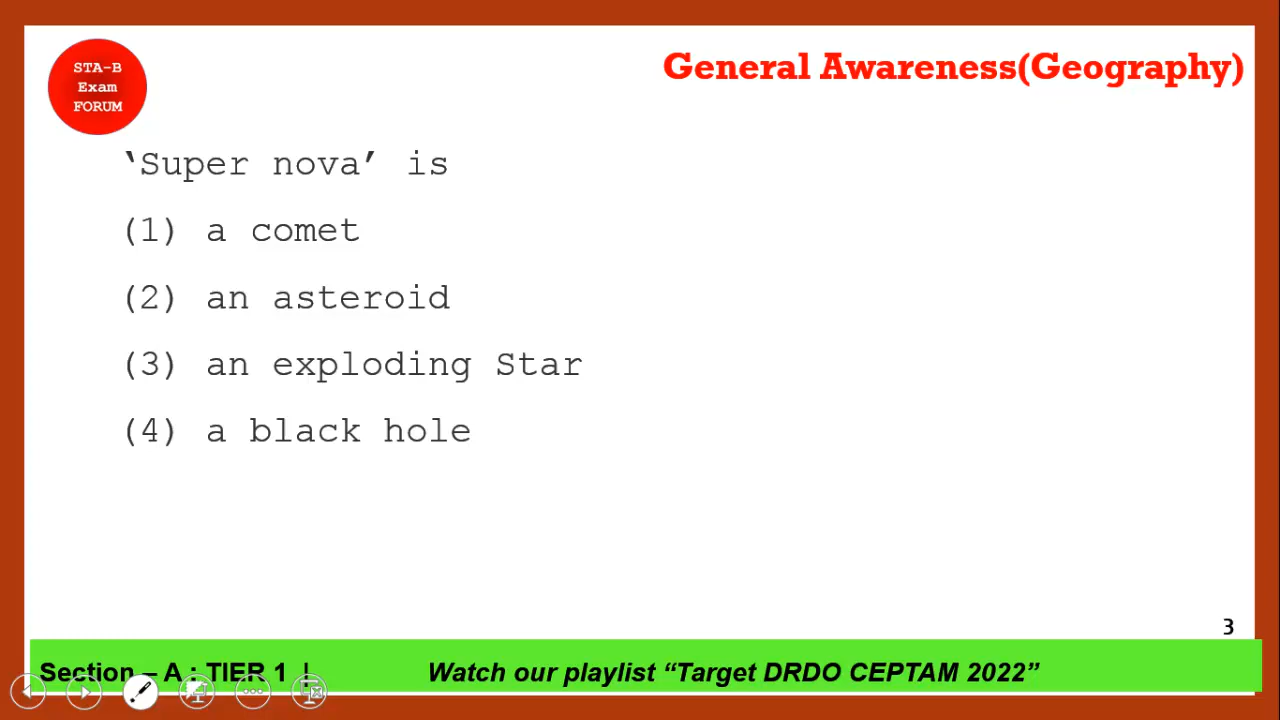 STA-B
Exam
FORUM
General Awareness(Geography)
‘Super nova’ is
(1) a comet
(2) an asteroid
(3) an exploding Star
(4) a black hole
3
Section – A : TIER 1 | Watch our playlist “Target DRDO CEPTAM 2022”